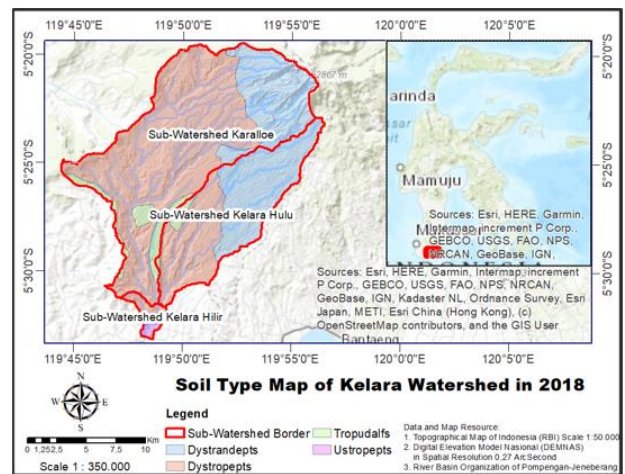 119°45'0"E 119°50'0"E 119°55'0"E 120°0'0"E 120°5'0"E
5°20'0"S
5°25'0"S
5°30'0"S
2867 m
Sub-Watershed Karalloe
Sub-Watershed Kelara Hulu
Sub-Watershed Kelara Hilir
arinda
Mamuju
Sources: Esri, HERE, Garmin,
Intermap, increment P Corp.,
GEBCO, USGS, FAO, NPS,
NRCAN, GeoBase, IGN,
Sources: Esri, HERE, Garmin, Intermap, increment
P Corp., GEBCO, USGS, FAO, NPS, NRCAN,
GeoBase, IGN, Kadaster NL, Ordnance Survey, Esri
Japan, METI, Esri China (Hong Kong), (c)
OpenStreetMap contributors, and the GIS User
Bantaeng
5°20'0"S
5°25'0"S
5°30'0"S
119°45'0"E 119°50'0"E 119°55'0"E 120°0'0"E 120°5'0"E
Soil Type Map of Kelara Watershed in 2018
N
W E
S
0 1,252,5 5 7,5 10
Km
Scale 1 : 350.000
Legend
Sub-Watershed Border
Dystrandepts
Dystropepts
Tropudalfs
Ustropepts
Data and Map Resource:
1. Topographical Map of Indonesia (RBI) Scale 1:50.000
2. Digital Elevation Model Nasional (DEMNAS)
in Spatial Resolution 0.27 Arc Second
3. River Basin Organization of Pompengan-Jeneberang